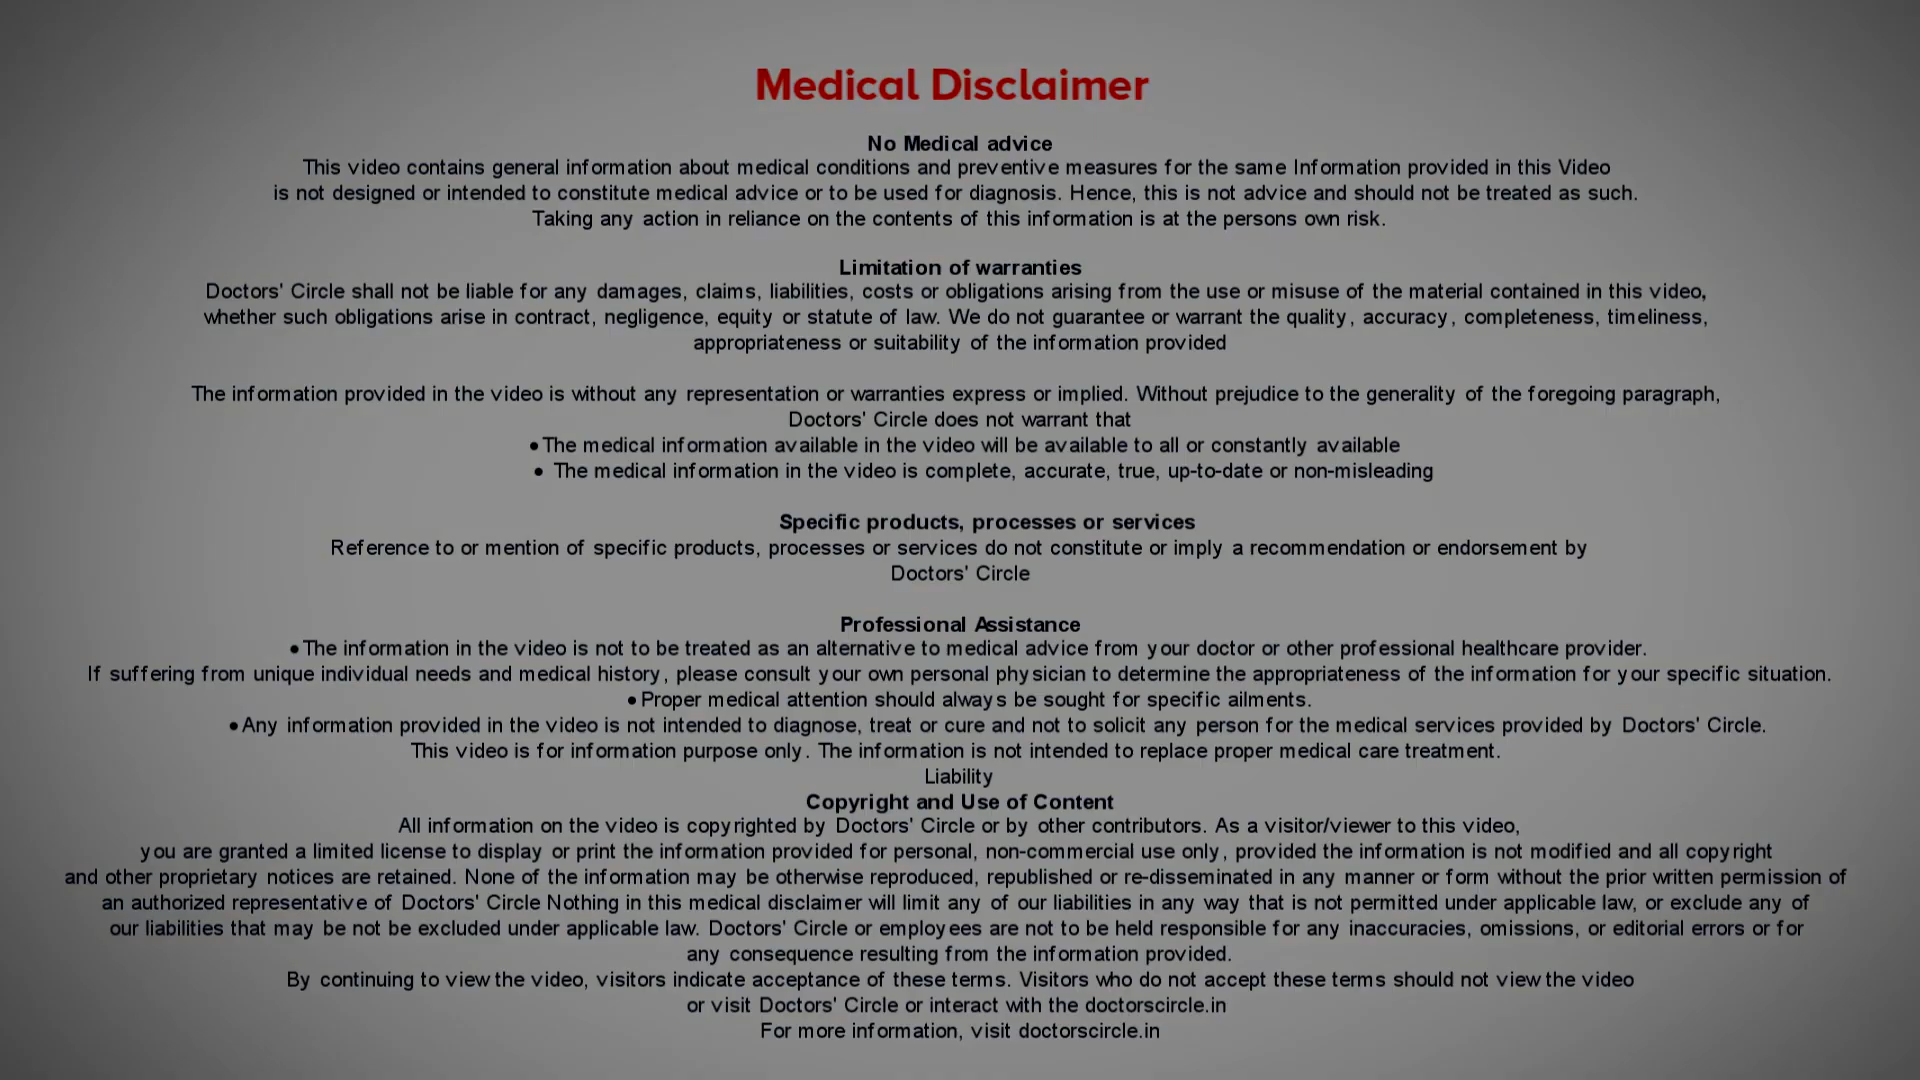 Medical Disclaimer
No Medical advice
This video contains general information about medical conditions and preventive measures for the same Information provided in this Video
is not designed or intended to constitute medical advice or to be used for diagnosis. Hence, this is not advice and should not be treated as such.
Taking any action in reliance on the contents of this information is at the persons own risk.
Limitation of warranties
Doctors' Circle shall not be liable for any damages, claims, liabilities, costs or obligations arising from the use or misuse of the material contained in this video,
whether such obligations arise in contract, negligence, equity or statute of law. We do not guarantee or warrant the quality, accuracy, completeness, timeliness,
appropriateness or suitability of the information provided
The information provided in the video is without any representation or warranties express or implied. Without prejudice to the generality of the foregoing paragraph,
Doctors' Circle does not warrant that
•The medical information available in the video will be available to all or constantly available
• The medical information in the video is complete, accurate, true, up-to-date or non-misleading
Specific products, processes or services
Reference to or mention of specific products, processes or services do not constitute or imply a recommendation or endorsement by
Doctors' Circle
Professional Assistance
•The information in the video is not to be treated as an alternative to medical advice from your doctor or other professional healthcare provider.
If suffering from unique individual needs and medical history, please consult your own personal physician to determine the appropriateness of the information for your specific situation.
•Proper medical attention should always be sought for specific ailments.
•Any information provided in the video is not intended to diagnose, treat or cure and not to solicit any person for the medical services provided by Doctors' Circle.
This video is for information purpose only. The information is not intended to replace proper medical care treatment.
Liability
Copyright and Use of Content
All information on the video is copyrighted by Doctors' Circle or by other contributors. As a visitor/viewer to this video,
you are granted a limited license to display or print the information provided for personal, non-commercial use only, provided the information is not modified and all copyright
and other proprietary notices are retained. None of the information may be otherwise reproduced, republished or re-disseminated in any manner or form without the prior written permission of
an authorized representative of Doctors' Circle Nothing in this medical disclaimer will limit any of our liabilities in any way that is not permitted under applicable law, or exclude any of
our liabilities that may be not be excluded under applicable law. Doctors' Circle or employees are not to be held responsible for any inaccuracies, omissions, or editorial errors or for
any consequence resulting from the information provided.
By continuing to view the video, visitors indicate acceptance of these terms. Visitors who do not accept these terms should not view the video
or visit Doctors' Circle or interact with the doctorscircle.in
For more information, visit doctorscircle.in